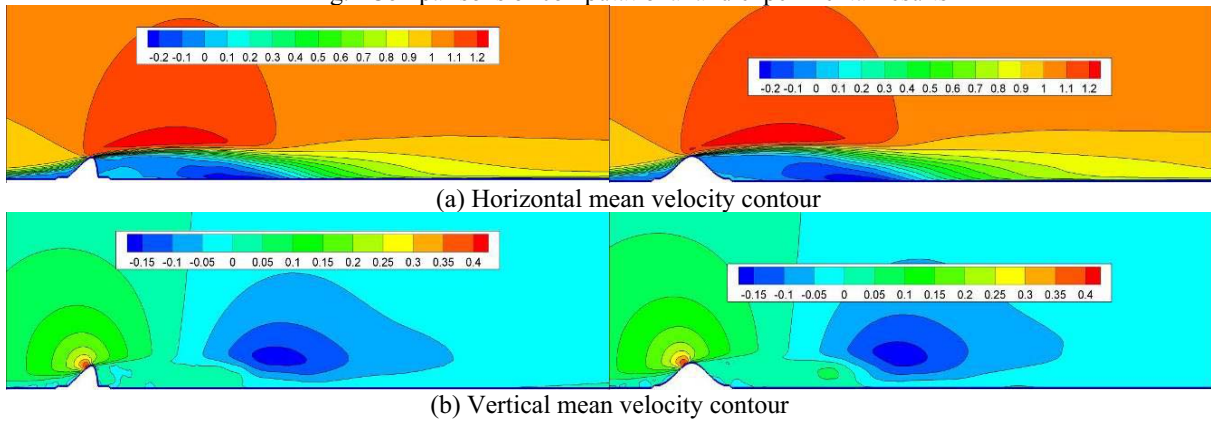 -0.2 -0.1 0 0.1 0.2 0.3 0.4 0.5 0.6 0.7 0.8 0.9 1 1.1 1.2
-0.2 -0.1 0 0.1 0.2 0.3 0.4 0.5 0.6 0.7 0.8 0.9 1 1.1 1.2
(a) Horizontal mean velocity contour
-0.15 -0.1 -0.05 0 0.05 0.1 0.15 0.2 0.25 0.3 0.35 0.4
-0.15 -0.1 -0.05 0 0.05 0.1 0.15 0.2 0.25 0.3 0.35 0.4
(b) Vertical mean velocity contour